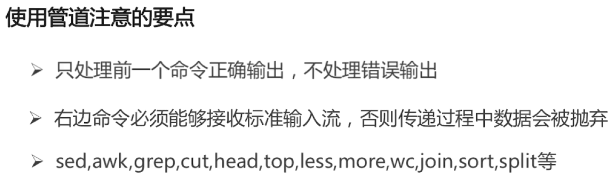 使用管道注意的要点
➢ 只处理前一个命令正确输出，不处理错误输出
➢ 右边命令必须能够接收标准输入流，否则传递过程中数据会被抛弃
➢ sed,awk,grep,cut,head,top,less,more,wc,join,sort,split等